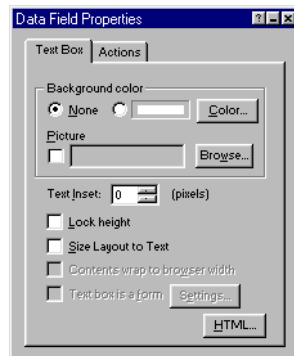 Data Field Properties
Text Box Actions
Background color
None Color...
Picture
Browse...
Text Inset: 0 (pixels)
Lock height
Size Layout to Text
Contents wrap to browser width
Text box is a form Settings...
HTML...